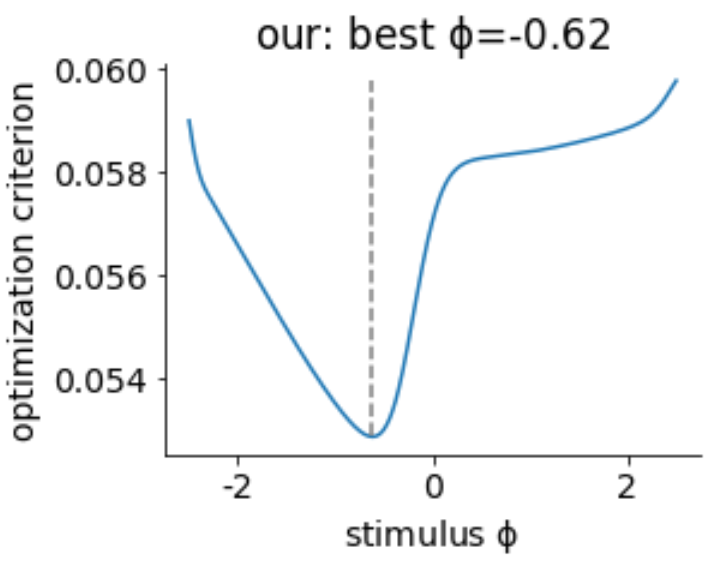 our: best ϕ=-0.62
optimization criterion
0.060
0.058
0.056
0.054
-2 0 2
stimulus ϕ